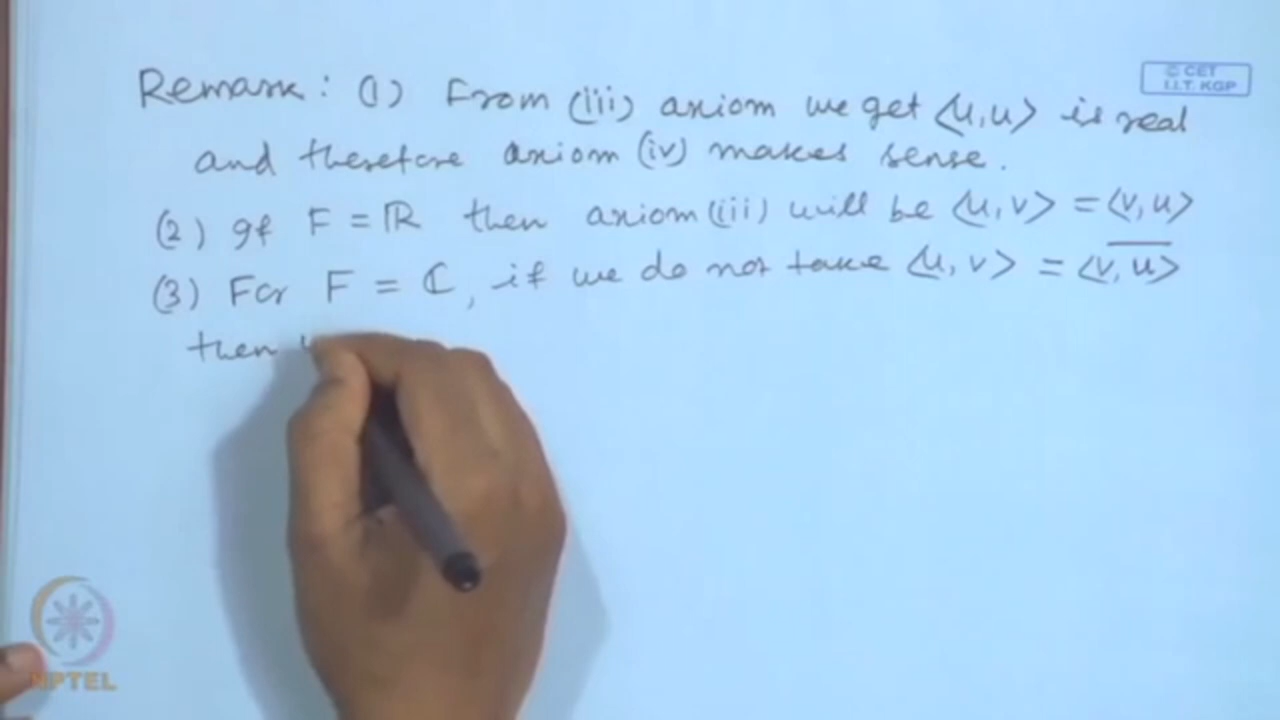 © CET
I.I.T. KGP
Remark: (1) From (iii) axiom we get <u,u> is real
and therefore axiom (iv) makes sense.
(2) If F = ℝ then axiom (iii) will be <u,v> = <v,u>
(3) For F = ℂ, if we do not take <u,v> = <v̅,̅ ̅u̅>
then
NPTEL